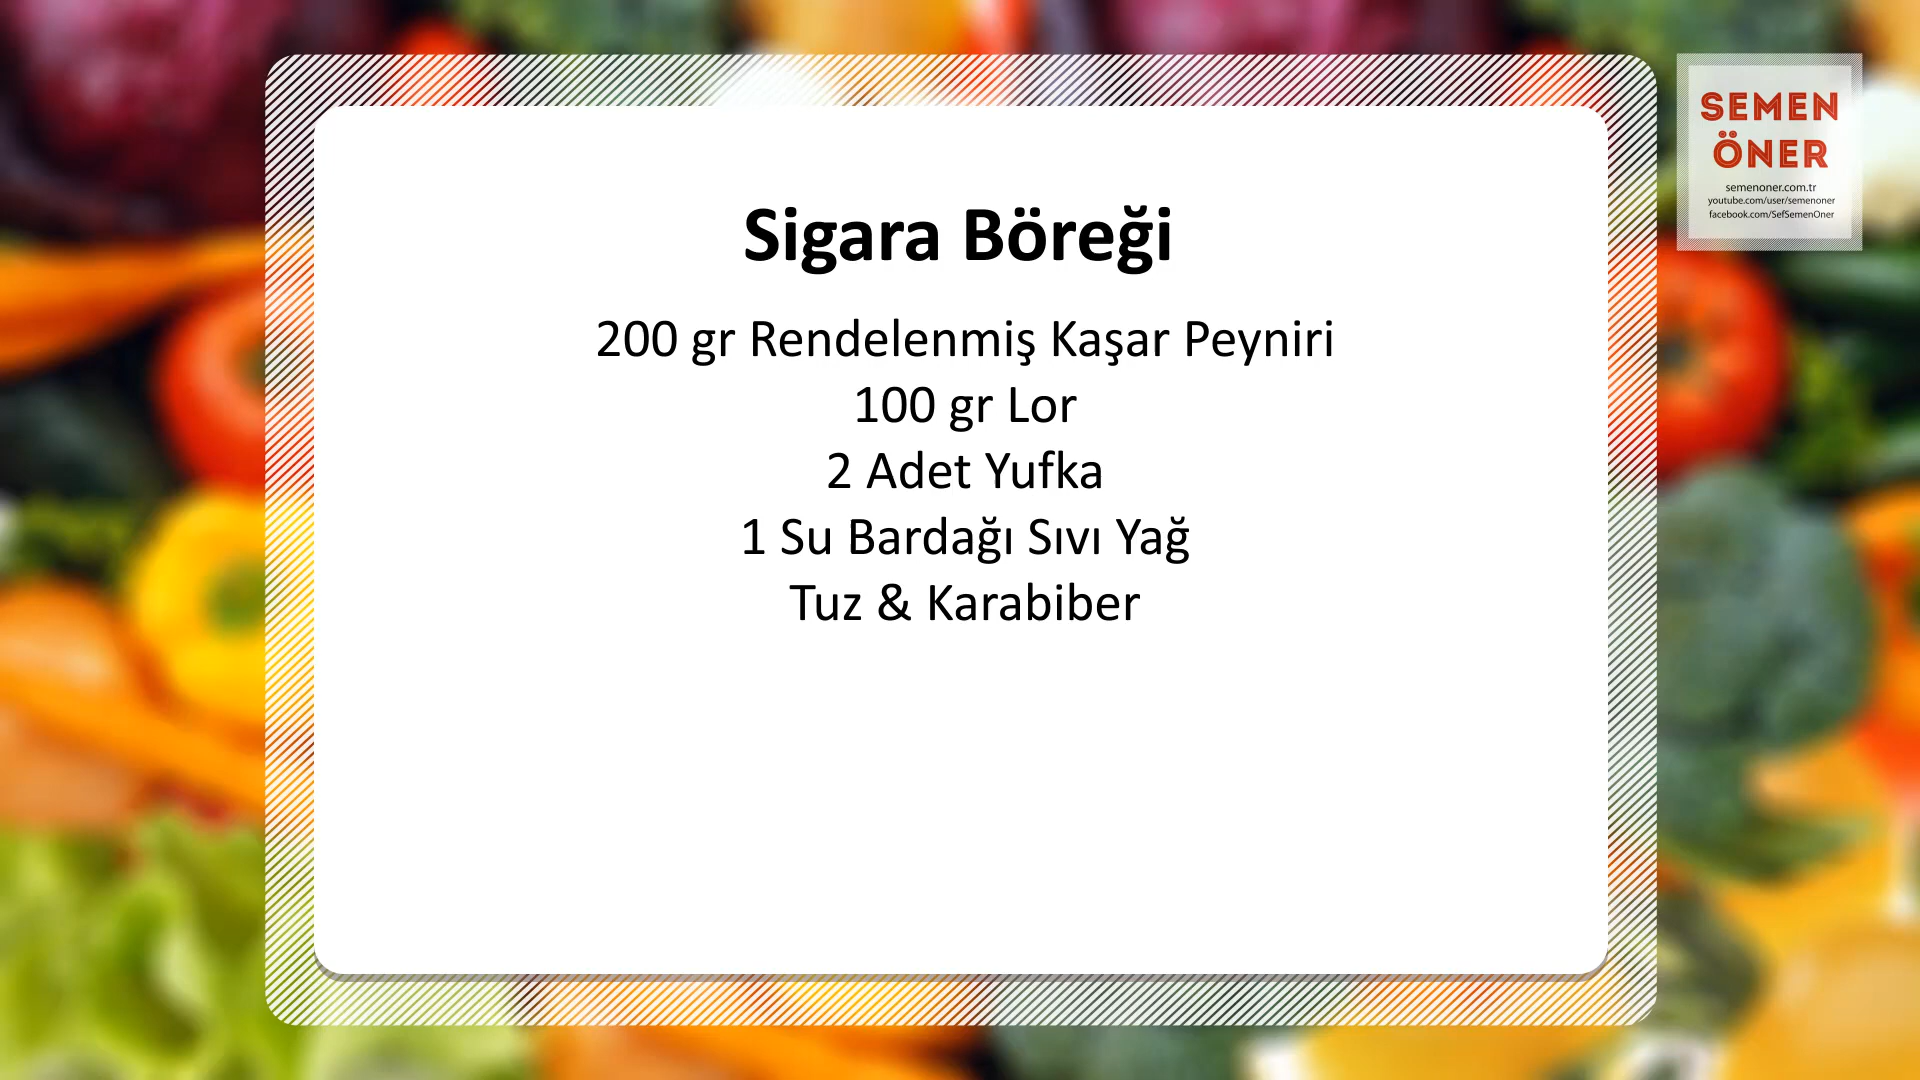 Sigara Böreği
200 gr Rendelenmiş Kaşar Peyniri
100 gr Lor
2 Adet Yufka
1 Su Bardağı Sıvı Yağ
Tuz & Karabiber
SEMEN
ÖNER
semenoner.com.tr
youtube.com/user/semenoner
facebook.com/SefSemenOner